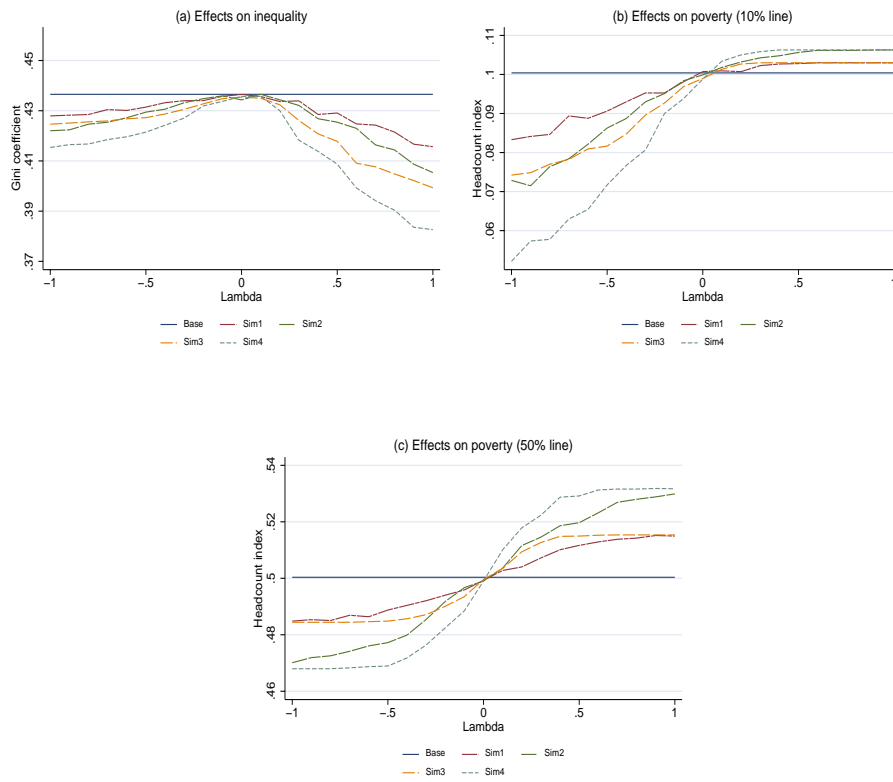 (a) Effects on inequality
Gini coefficient
.45
.43
.41
.39
.37
−1
−.5
0
.5
1
Lambda
Base
Sim1
Sim2
Sim3
Sim4
(b) Effects on poverty (10% line)
Headcount index
.11
.1
.09
.08
.07
.06
−1
−.5
0
.5
1
Lambda
Base
Sim1
Sim2
Sim3
Sim4
(c) Effects on poverty (50% line)
Headcount index
.54
.52
.5
.48
.46
−1
−.5
0
.5
1
Lambda
Base
Sim1
Sim2
Sim3
Sim4